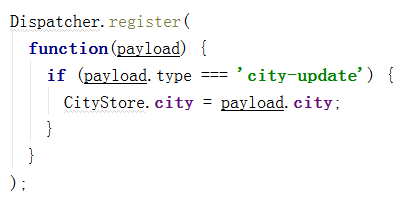 Dispatcher.register(
  function(payload) {
    if (payload.type === 'city-update') {
      CityStore.city = payload.city;
    }
  }
);